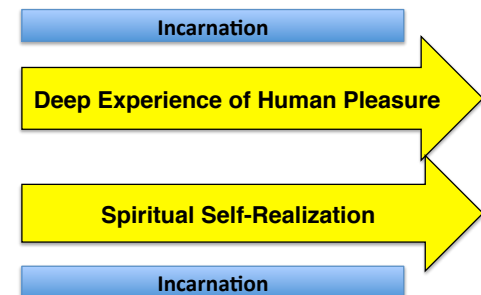 Incarnation
Deep Experience of Human Pleasure
Spiritual Self-Realization
Incarnation